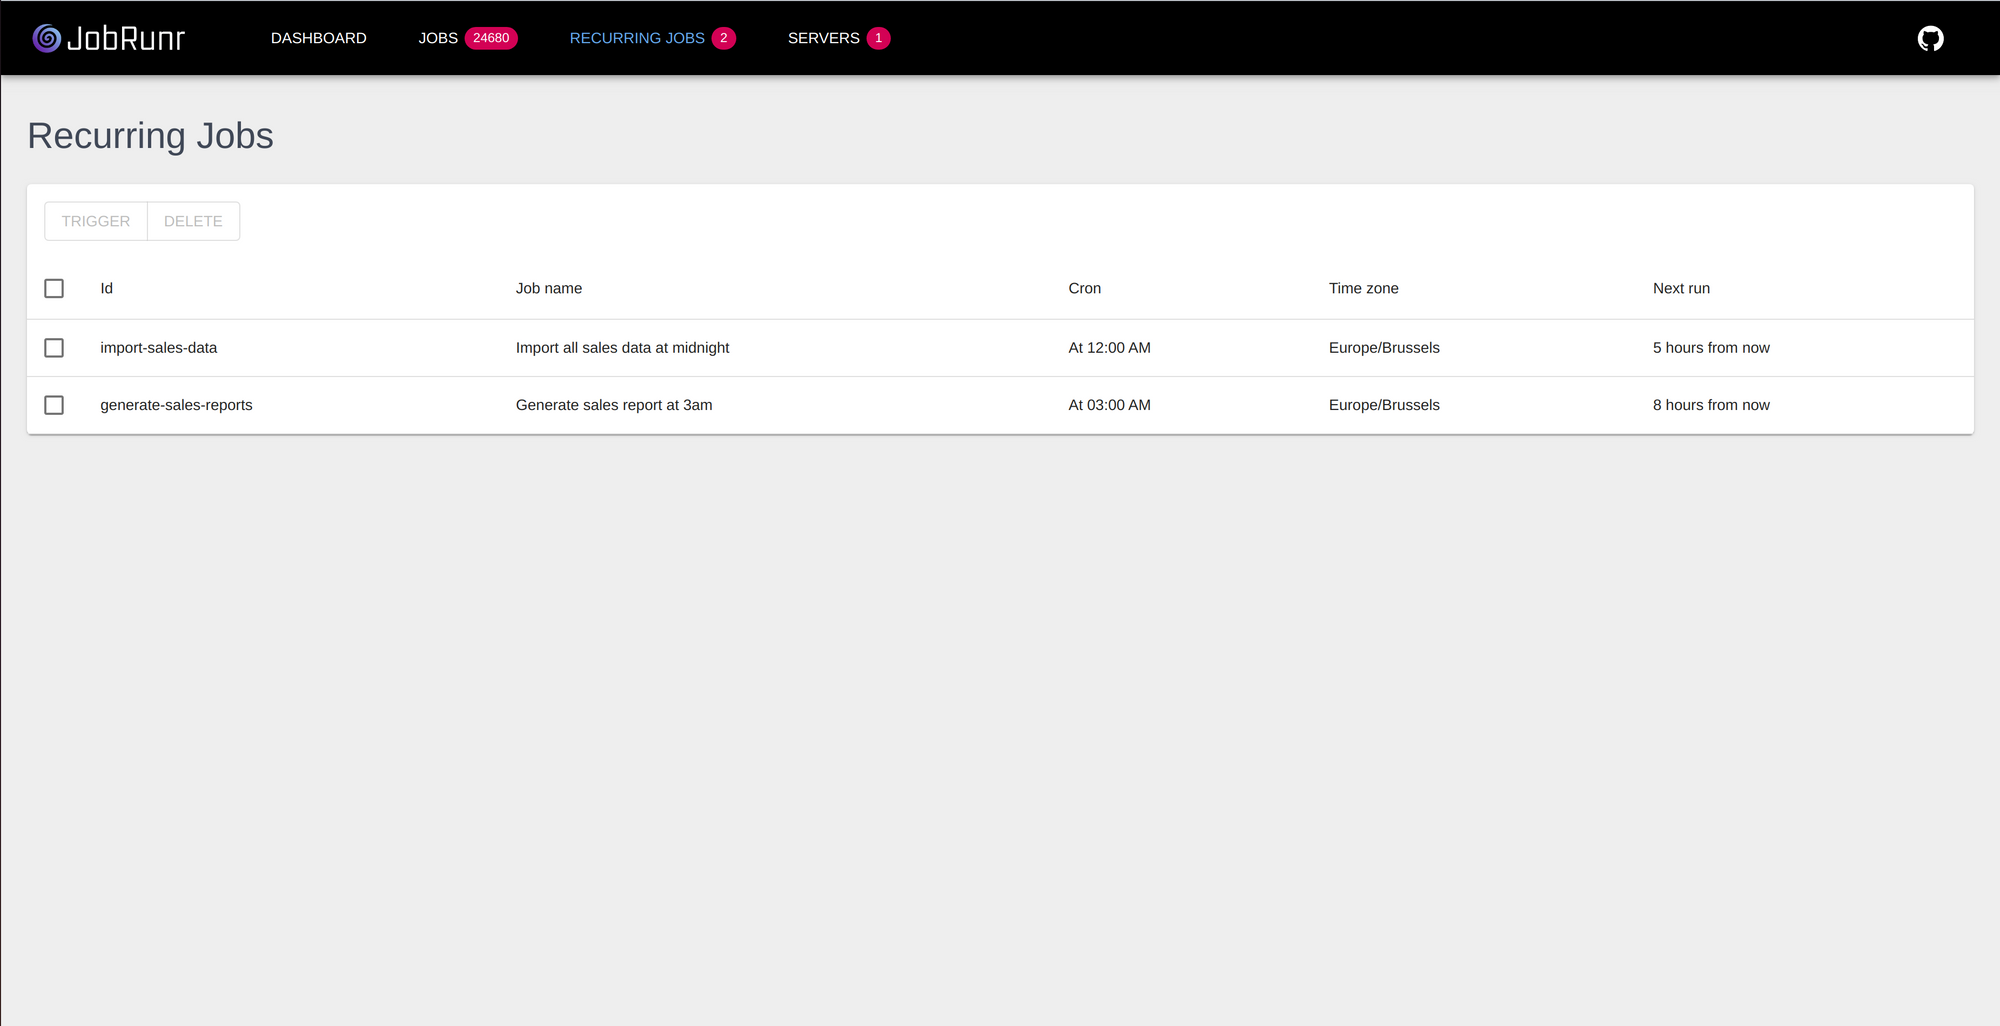 JobRunr DASHBOARD JOBS 24680 RECURRING JOBS 2 SERVERS 1
Recurring Jobs
TRIGGER DELETE
Id Job name Cron Time zone Next run
import-sales-data Import all sales data at midnight At 12:00 AM Europe/Brussels 5 hours from now
generate-sales-reports Generate sales report at 3am At 03:00 AM Europe/Brussels 8 hours from now